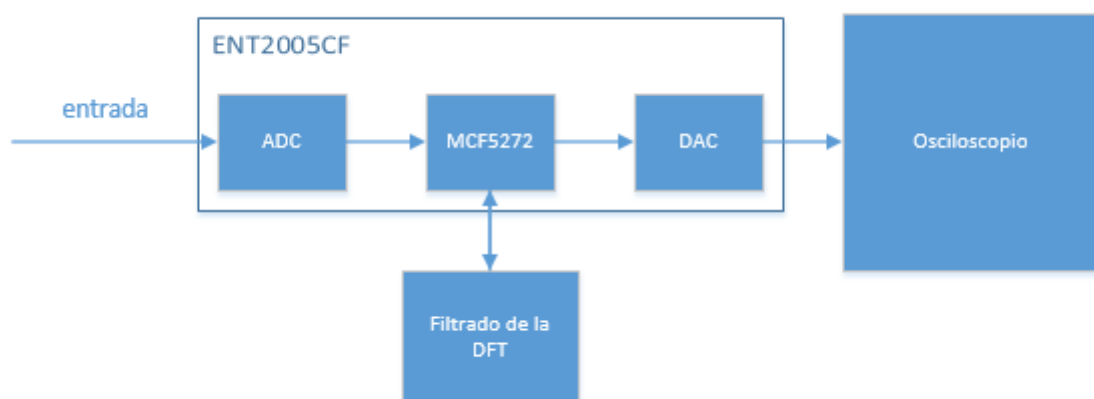 ENT2005CF
entrada
ADC
MCF5272
DAC
Osciloscopio
Filtrado de la
DFT